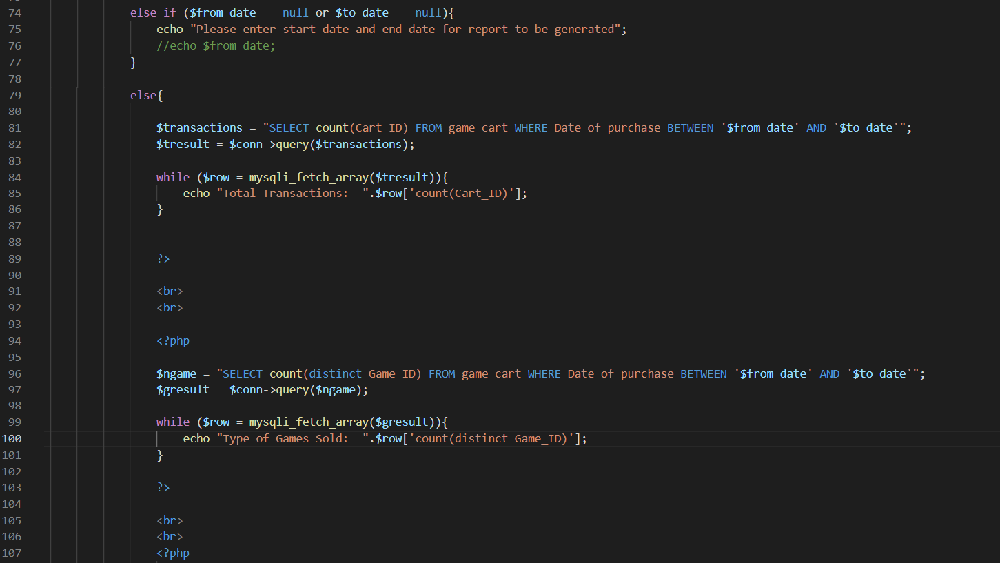 74 else if ($from_date == null or $to_date == null){
75 echo "Please enter start date and end date for report to be generated";
76 //echo $from_date;
77 }
78
79 else{
80
81 $transactions = "SELECT count(Cart_ID) FROM game_cart WHERE Date_of_purchase BETWEEN '$from_date' AND '$to_date'";
82 $tresult = $conn->query($transactions);
83
84 while ($row = mysqli_fetch_array($tresult)){
85 echo "Total Transactions:  ".$row['count(Cart_ID)'];
86 }
87
88
89 ?>
90
91 <br>
92 <br>
93
94 <?php
95
96 $ngame = "SELECT count(distinct Game_ID) FROM game_cart WHERE Date_of_purchase BETWEEN '$from_date' AND '$to_date'";
97 $gresult = $conn->query($ngame);
98
99 while ($row = mysqli_fetch_array($gresult)){
100 echo "Type of Games Sold:  ".$row['count(distinct Game_ID)'];
101 }
102
103 ?>
104
105 <br>
106 <br>
107 <?php